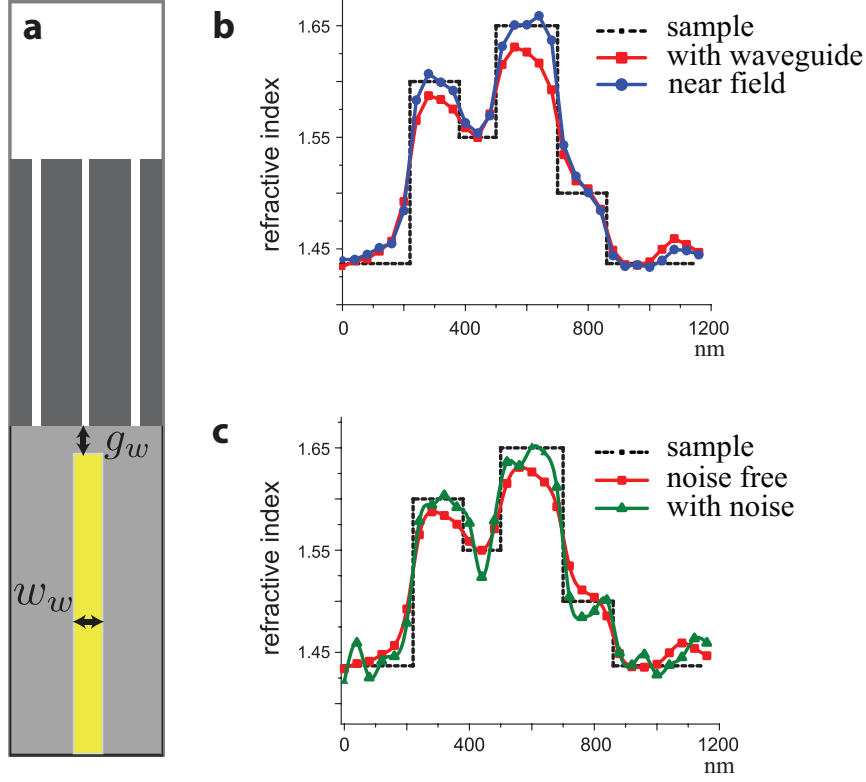 a
g_w
w_w
b
refractive index
1.65
1.55
1.45
0
400
800
1200
nm
sample
with waveguide
near field
c
refractive index
1.65
1.55
1.45
0
400
800
1200
nm
sample
noise free
with noise